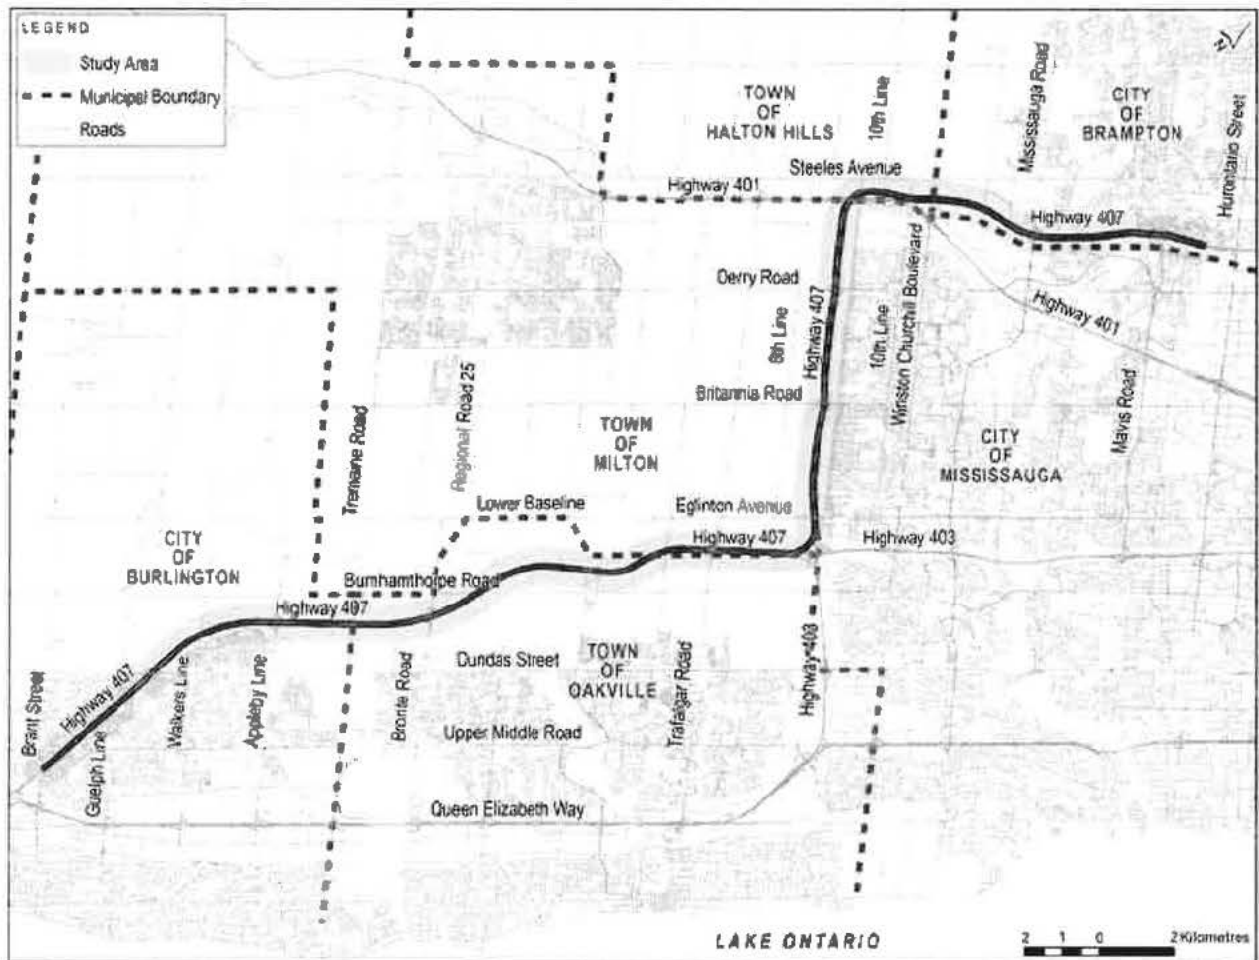 LEGEND
Study Area
Municipal Boundary
Roads
N
TOWN
OF
HALTON HILLS
10th Line
Mississauga Road
CITY
OF
BRAMPTON
Hurontario Street
Steeles Avenue
Highway 401
Highway 407
Derry Road
8th Line
Highway 407
10th Line
Winston Churchill Boulevard
Highway 401
Britannia Road
Mavis Road
Tremaine Road
Regional Road 25
TOWN
OF
MILTON
CITY
OF
MISSISSAUGA
Lower Baseline
Eglinton Avenue
Highway 407
Highway 403
CITY
OF
BURLINGTON
Burnhamthorpe Road
Highway 407
Highway 407
Brant Street
Guelph Line
Walkers Line
Appleby Line
Bronte Road
Dundas Street
TOWN
OF
OAKVILLE
Trafalgar Road
Highway 403
Upper Middle Road
Queen Elizabeth Way
LAKE ONTARIO
2 1 0 2 Kilometres